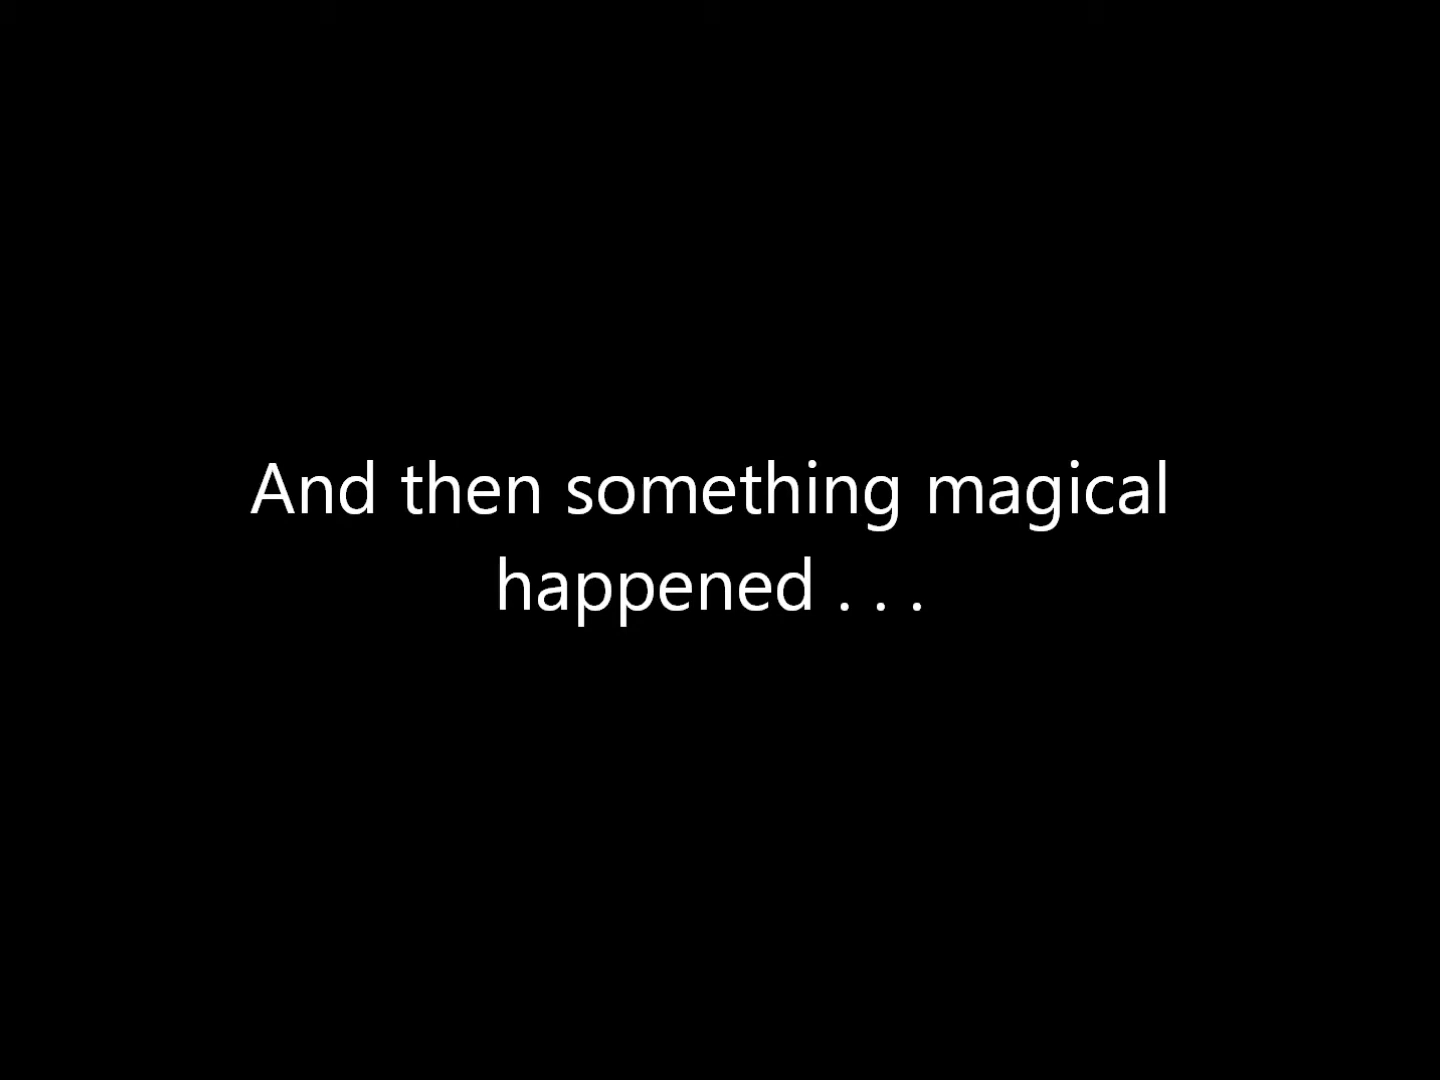 And then something magical
happened . . .